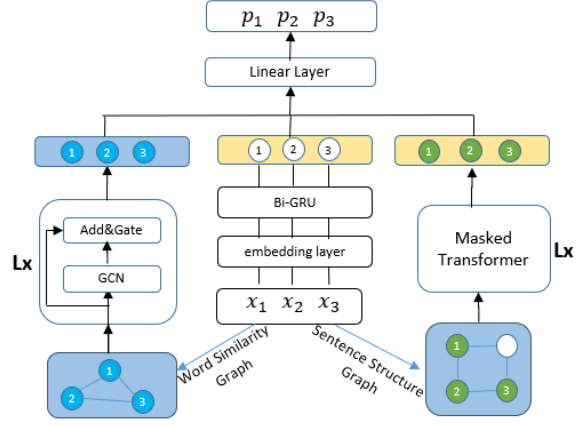 p₁ p₂ p₃
Linear Layer
1 2 3
1 2 3
1 2 3
Bi-GRU
Add&Gate
Masked
Transformer
Lx
Lx
embedding layer
GCN
x₁ x₂ x₃
Word Similarity
Graph
Sentence Structure
Graph
1
2 3
1
2 3